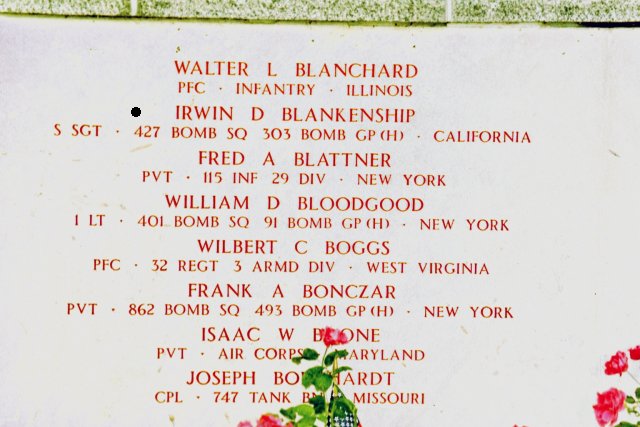 WALTER L BLANCHARD
PFC · INFANTRY · ILLINOIS
IRWIN D BLANKENSHIP
S SGT · 427 BOMB SQ 303 BOMB GP(H) · CALIFORNIA
FRED A BLATTNER
PVT · 115 INF 29 DIV · NEW YORK
WILLIAM D BLOODGOOD
1 LT · 401 BOMB SQ 91 BOMB GP(H) · NEW YORK
WILBERT C BOGGS
PFC · 32 REGT 3 ARMD DIV · WEST VIRGINIA
FRANK A BONCZAR
PVT · 862 BOMB SQ 493 BOMB GP(H) · NEW YORK
ISAAC W
PVT · AIR CORPS
JOSEPH
CPL · 747 TANK MISSOURI